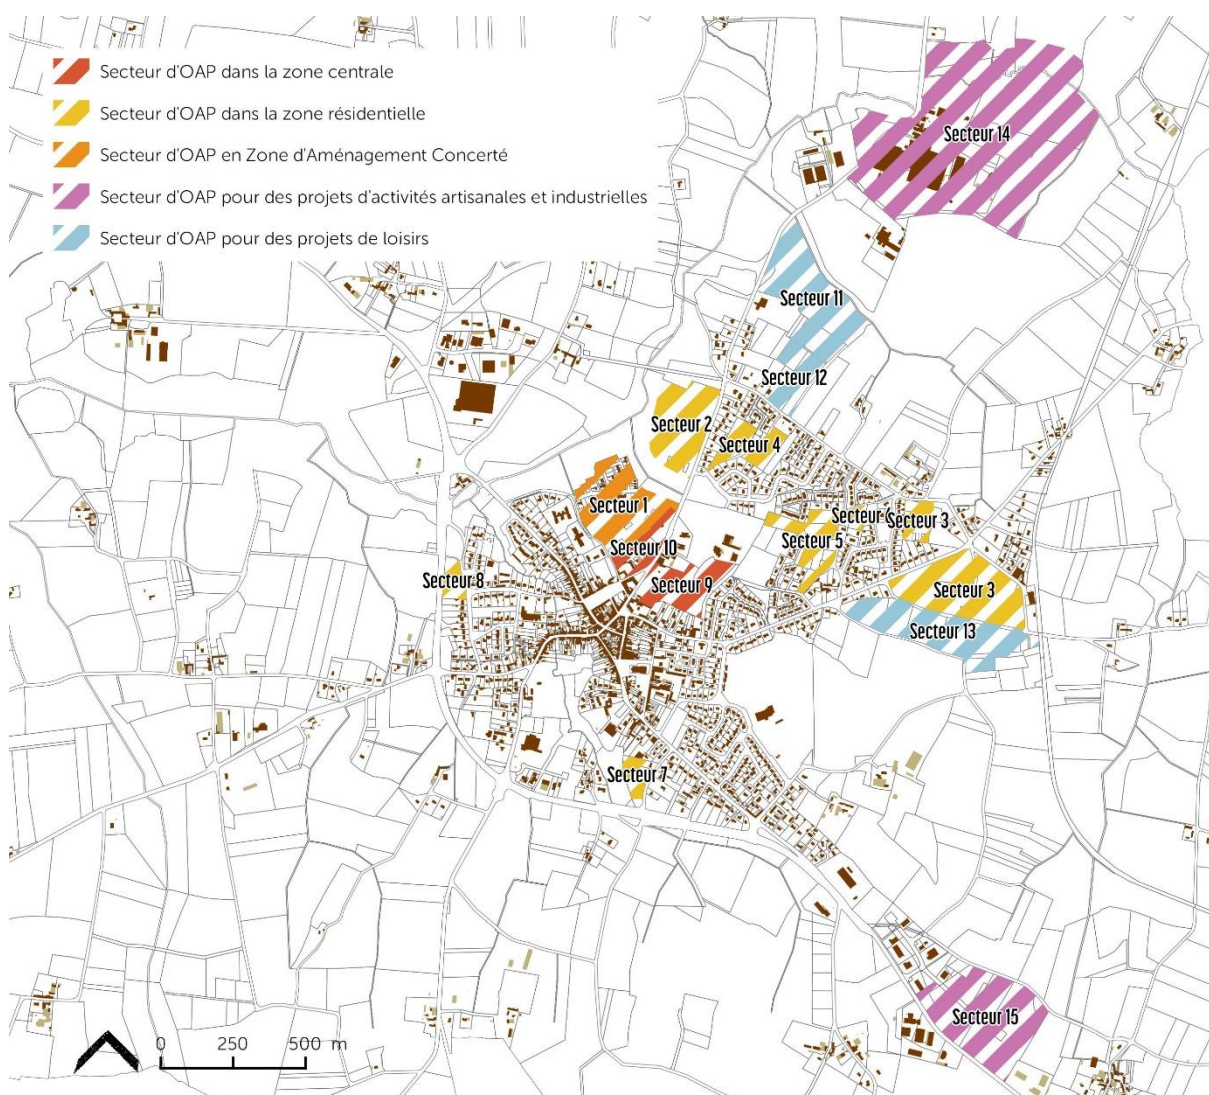 Secteur d'OAP dans la zone centrale
Secteur d'OAP dans la zone résidentielle
Secteur d'OAP en Zone d'Aménagement Concerté
Secteur d'OAP pour des projets d'activités artisanales et industrielles
Secteur d'OAP pour des projets de loisirs
Secteur 14
Secteur 11
Secteur 12
Secteur 2
Secteur 4
Secteur 1
Secteur
Secteur 3
Secteur 5
Secteur 10
Secteur 8
Secteur 9
Secteur 3
Secteur 13
Secteur 7
Secteur 15
0 250 500 m